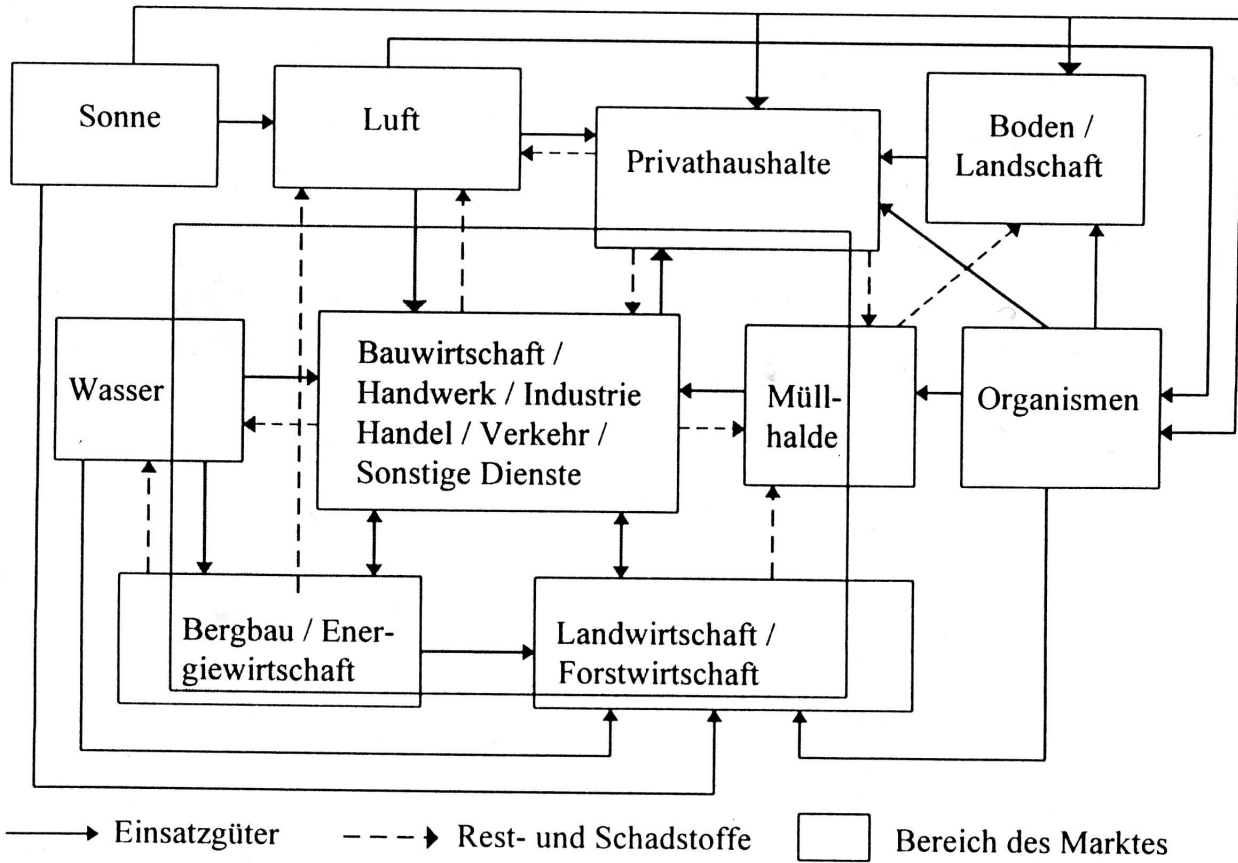 Sonne
Luft
Privathaushalte
Boden /
Landschaft
Wasser
Bauwirtschaft /
Handwerk / Industrie
Handel / Verkehr /
Sonstige Dienste
Müll-
halde
Organismen
Bergbau / Ener-
giewirtschaft
Landwirtschaft /
Forstwirtschaft
Einsatzgüter
Rest- und Schadstoffe
Bereich des Marktes